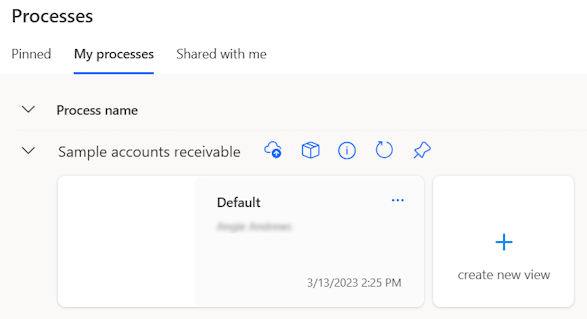 Processes
Pinned My processes Shared with me
Process name
Sample accounts receivable
Default
3/13/2023 2:25 PM
create new view